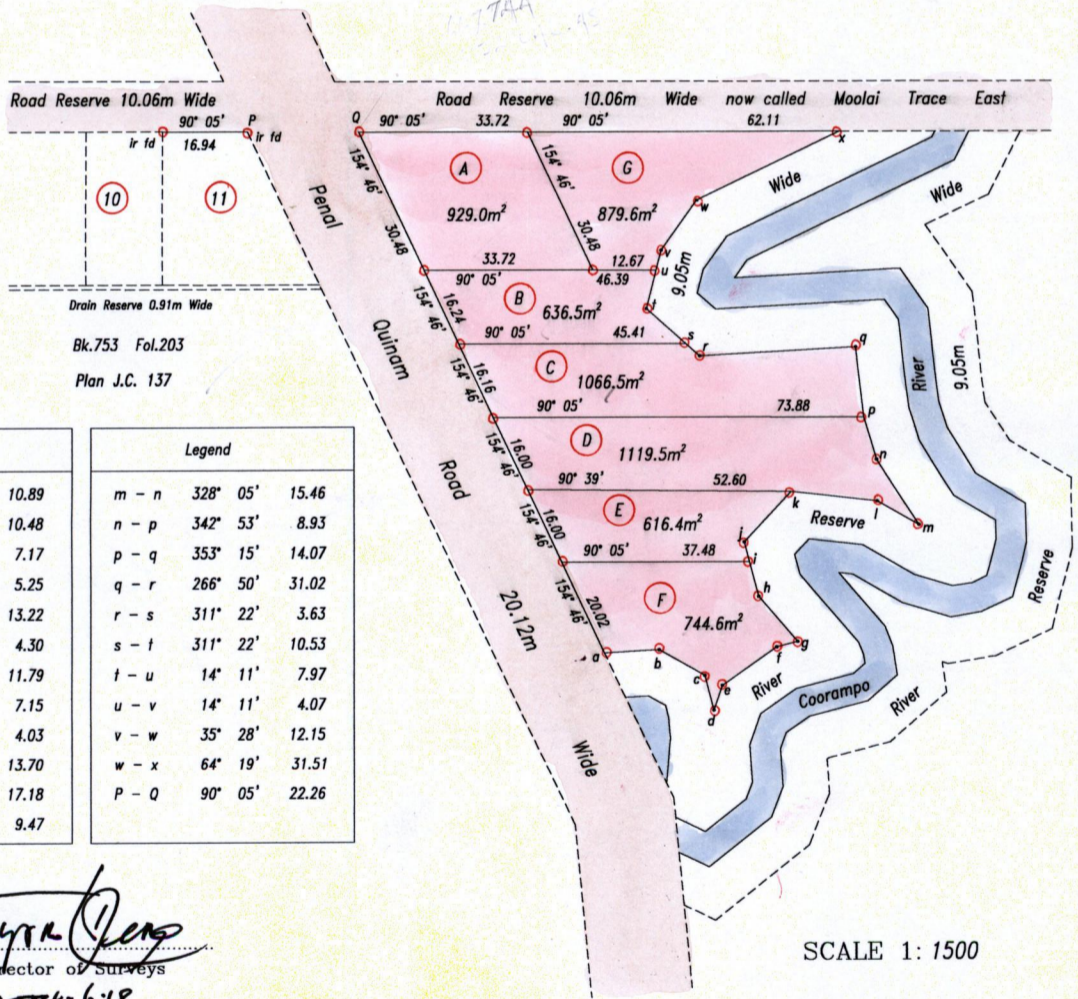 Road Reserve 10.06m Wide
Road Reserve 10.06m Wide now called Moolai Trace East
90° 05' P
ir fd 16.94 ir fd
Q 90° 05' 33.72 90° 05' 62.11 x
10 11
Penal
Quinam
Road
20.12m
Wide
154° 46'
30.48
A
929.0m²
154° 46'
30.48
G
879.6m²
w
v
u
t
9.05m
Wide
Wide
33.72 12.67
90° 05' 46.39
154° 46'
16.24
B
636.5m²
90° 05' 45.41 s
r
q
River
9.05m
154° 46'
16.16
C
1066.5m²
90° 05' 73.88 p
154° 46'
16.00
D
1119.5m²
n
90° 39' 52.60
k
l
m
Reserve
Reserve
154° 46'
16.00
E
616.4m²
j
90° 05' 37.48 i
h
154° 46'
20.02
F
744.6m²
g
f
a
b
c
e
d
River
Coorampo
River
Drain Reserve 0.91m Wide
Bk.753 Fol.203
Plan J.C. 137
10.89
10.48
7.17
5.25
13.22
4.30
11.79
7.15
4.03
13.70
17.18
9.47
Legend
m - n 328° 05' 15.46
n - p 342° 53' 8.93
p - q 353° 15' 14.07
q - r 266° 50' 31.02
r - s 311° 22' 3.63
s - t 311° 22' 10.53
t - u 14° 11' 7.97
u - v 14° 11' 4.07
v - w 35° 28' 12.15
w - x 64° 19' 31.51
P - Q 90° 05' 22.26
rector of Surveys
SCALE 1: 1500